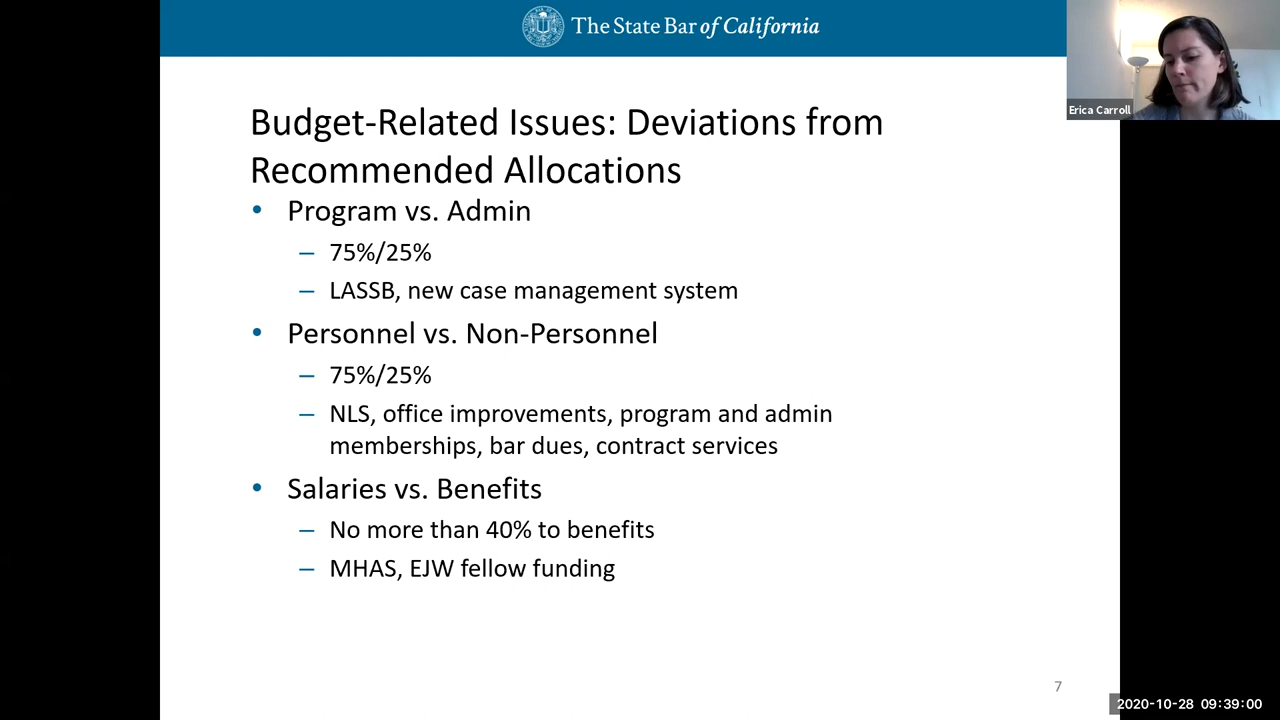 The State Bar of California
Erica Carroll
Budget-Related Issues: Deviations from
Recommended Allocations
• Program vs. Admin
– 75%/25%
– LASSB, new case management system
• Personnel vs. Non-Personnel
– 75%/25%
– NLS, office improvements, program and admin
memberships, bar dues, contract services
• Salaries vs. Benefits
– No more than 40% to benefits
– MHAS, EJW fellow funding
7
2020-10-28 09:39:00